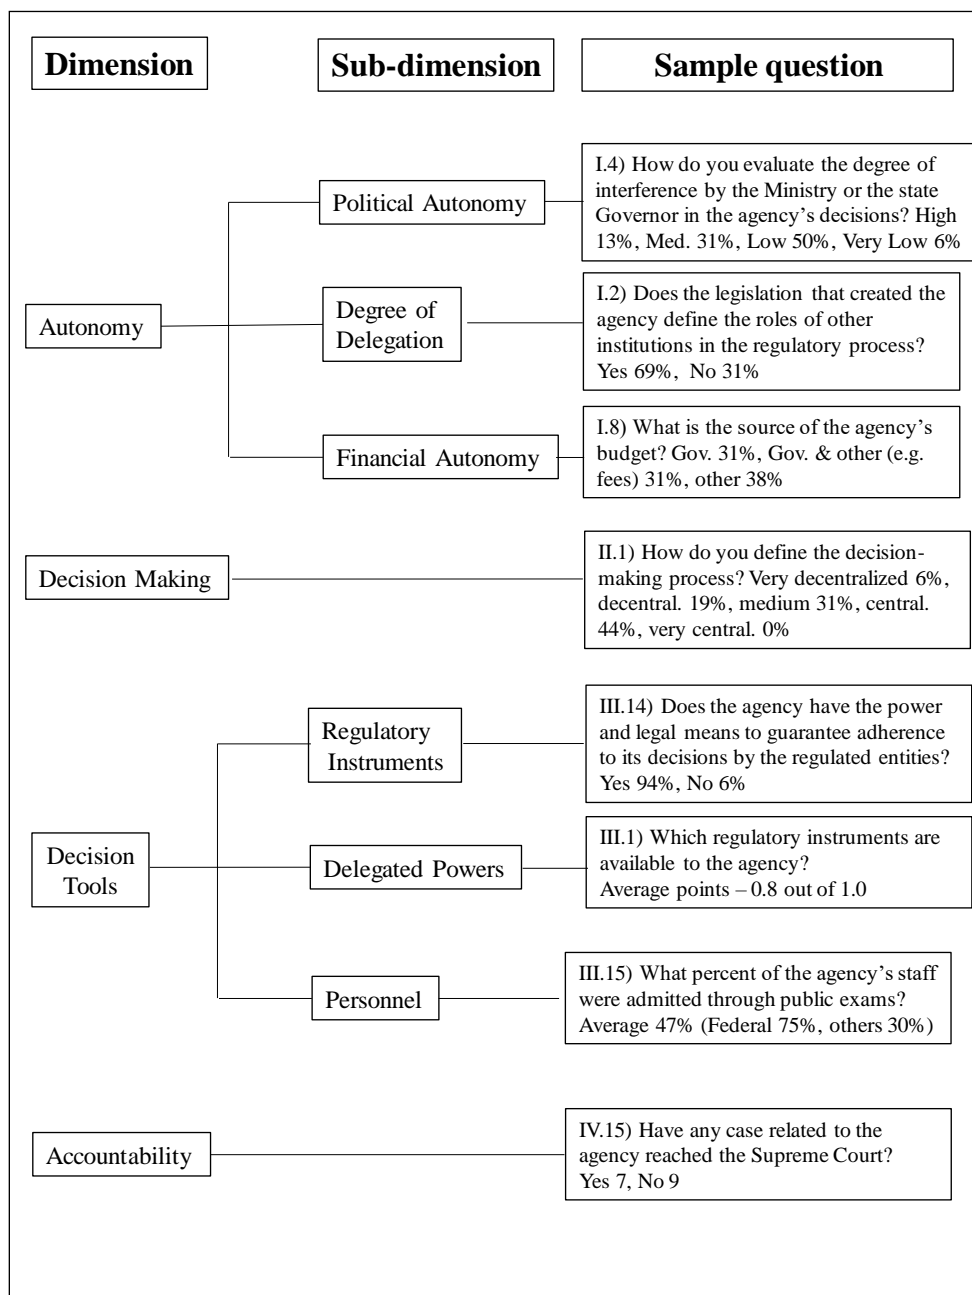 Dimension
Sub-dimension
Sample question
Autonomy
Political Autonomy
I.4) How do you evaluate the degree of
interference by the Ministry or the state
Governor in the agency's decisions? High
13%, Med. 31%, Low 50%, Very Low 6%
Degree of
Delegation
I.2) Does the legislation that created the
agency define the roles of other
institutions in the regulatory process?
Yes 69%, No 31%
Financial Autonomy
I.8) What is the source of the agency's
budget? Gov. 31%, Gov. & other (e.g.
fees) 31%, other 38%
Decision Making
II.1) How do you define the decision-
making process? Very decentralized 6%,
decentral. 19%, medium 31%, central.
44%, very central. 0%
Decision
Tools
Regulatory
Instruments
III.14) Does the agency have the power
and legal means to guarantee adherence
to its decisions by the regulated entities?
Yes 94%, No 6%
Delegated Powers
III.1) Which regulatory instruments are
available to the agency?
Average points – 0.8 out of 1.0
Personnel
III.15) What percent of the agency's staff
were admitted through public exams?
Average 47% (Federal 75%, others 30%)
Accountability
IV.15) Have any case related to the
agency reached the Supreme Court?
Yes 7, No 9